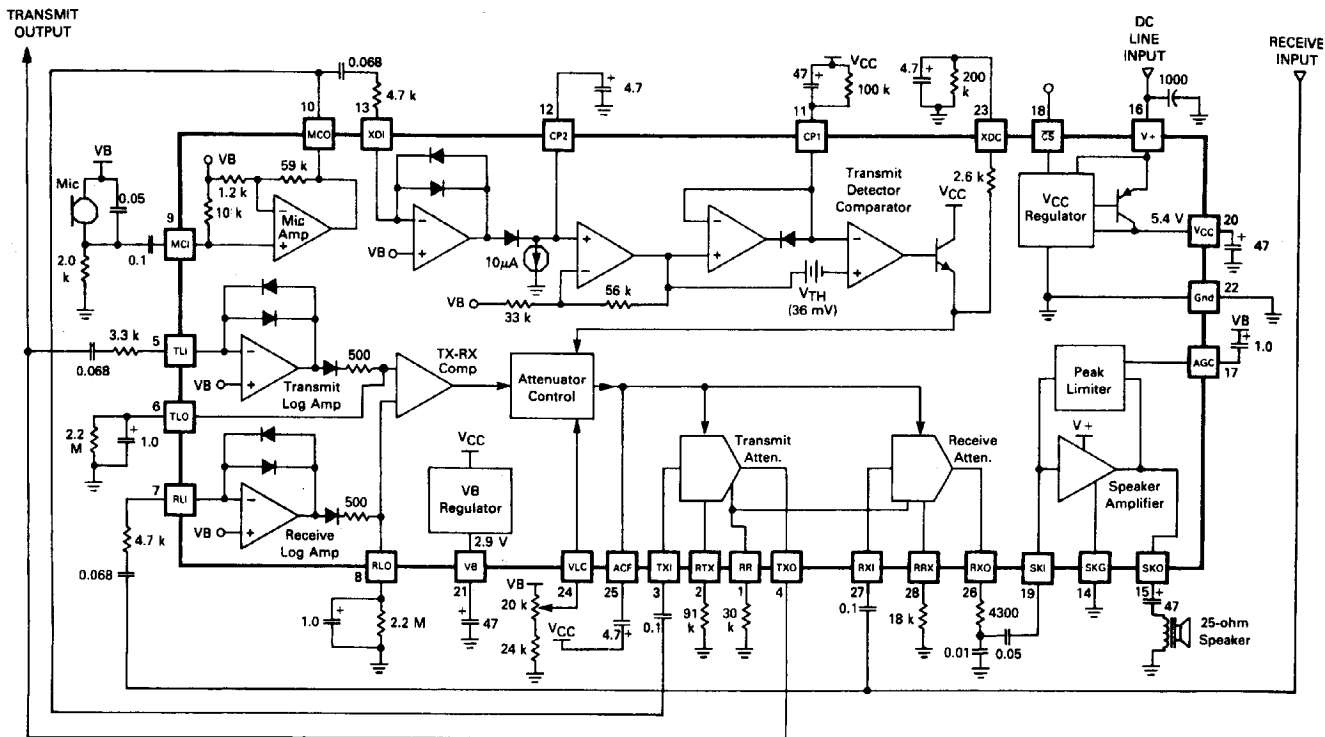 TRANSMIT
OUTPUT
DC
LINE
INPUT
RECEIVE
INPUT
0.068
4.7 k
10
13
MCO
XDI
12
4.7
CP2
47
+
VCC
100 k
11
CP1
4.7
+
200
k
23
XDC
18
CS
16
1000
V+
VB
Mic
0.05
9
MCI
0.1
2.0
k
VB
1.2 k
59 k
10 k
Mic
Amp
VB
10μA
VB
33 k
56 k
VTH
(36 mV)
Transmit
Detector
Comparator
2.6 k
VCC
VCC
Regulator
5.4 V
20
VCC
+
47
Gnd
22
VB
+
1.0
AGC
17
3.3 k
0.068
5
TLI
VB
Transmit
Log Amp
500
TX-RX
Comp
Attenuator
Control
6
TLO
2.2
M
+
1.0
7
RLI
VB
Receive
Log Amp
500
4.7 k
0.068
VCC
VB
Regulator
2.9 V
Transmit
Atten.
Receive
Atten.
Peak
Limiter
V+
Speaker
Amplifier
RLO
8
VB
21
VLC
24
ACF
25
TXI
3
RTX
2
RR
1
TXO
4
RXI
27
RRX
28
RXO
26
SKI
19
SKG
14
SKO
15
1.0
+
2.2 M
+
47
VB
20 k
24 k
VCC
4.7
+
0.1
91
k
30
k
0.1
18 k
4300
0.01
0.05
+
47
25-ohm
Speaker